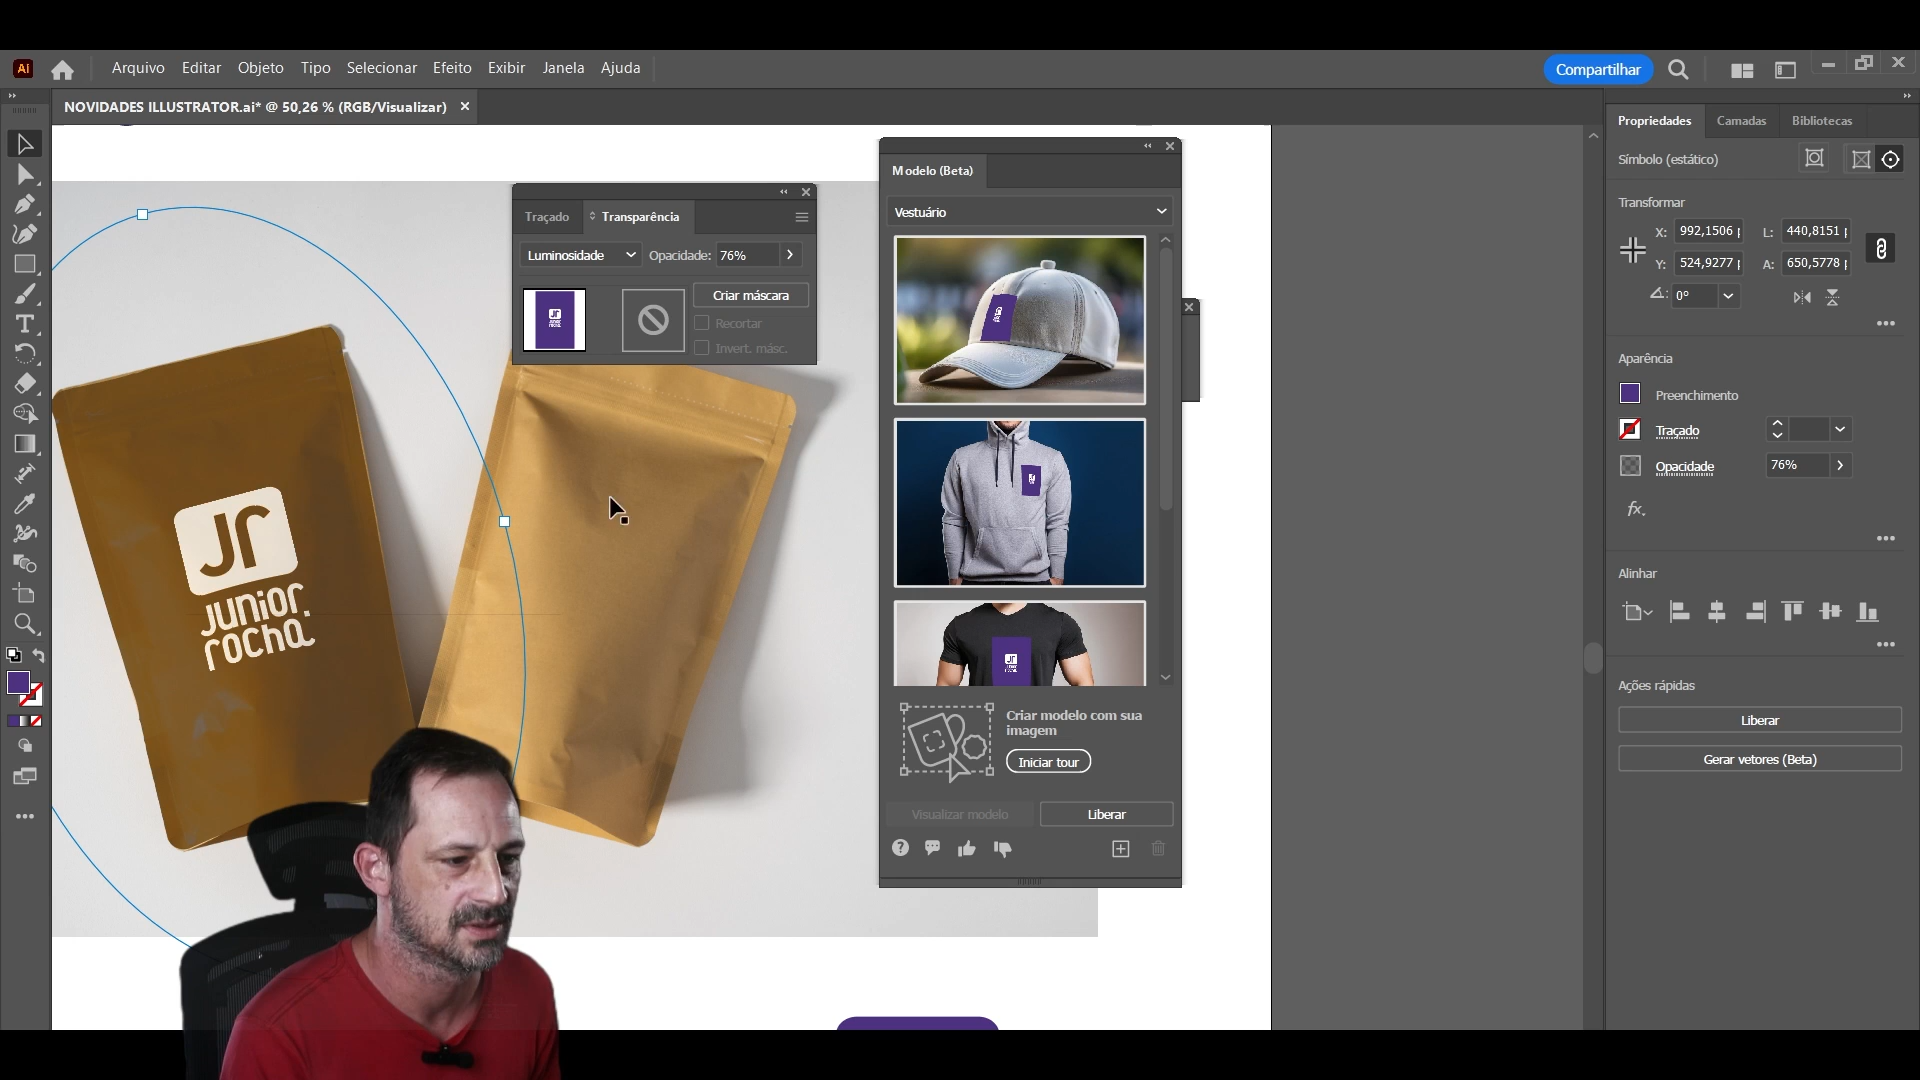 Ai
Arquivo Editar Objeto Tipo Selecionar Efeito Exibir Janela Ajuda
Compartilhar
NOVIDADES ILLUSTRATOR.ai* @ 50,26 % (RGB/Visualizar)
Traçado Transparência
Luminosidade Opacidade: 76%
Criar máscara
Recortar
Invert. másc.
Jr
junior.
rocha
Modelo (Beta)
Vestuário
Criar modelo com sua
imagem
Iniciar tour
Visualizar modelo Liberar
Propriedades Camadas Bibliotecas
Símbolo (estático)
Transformar
X: 992,1506 L: 440,8151
Y: 524,9277 A: 650,5778
0°
Aparência
Preenchimento
Traçado
Opacidade 76%
fx.
Alinhar
Ações rápidas
Liberar
Gerar vetores (Beta)